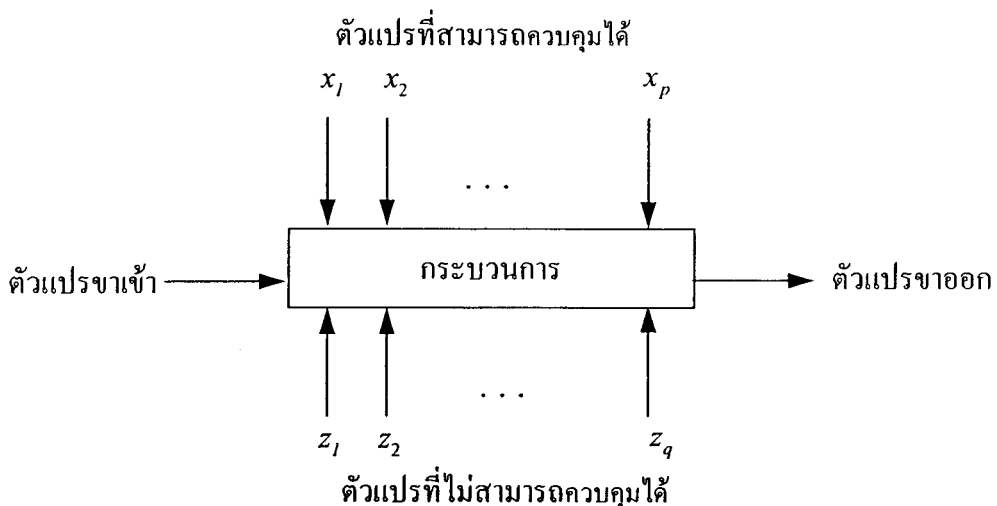 ตัวแปรที่สามารถควบคุมได้
x₁ x₂ xₚ
. . .
กระบวนการ
ตัวแปรขาเข้า
ตัวแปรขาออก
. . .
z₁ z₂ z_q
ตัวแปรที่ไม่สามารถควบคุมได้